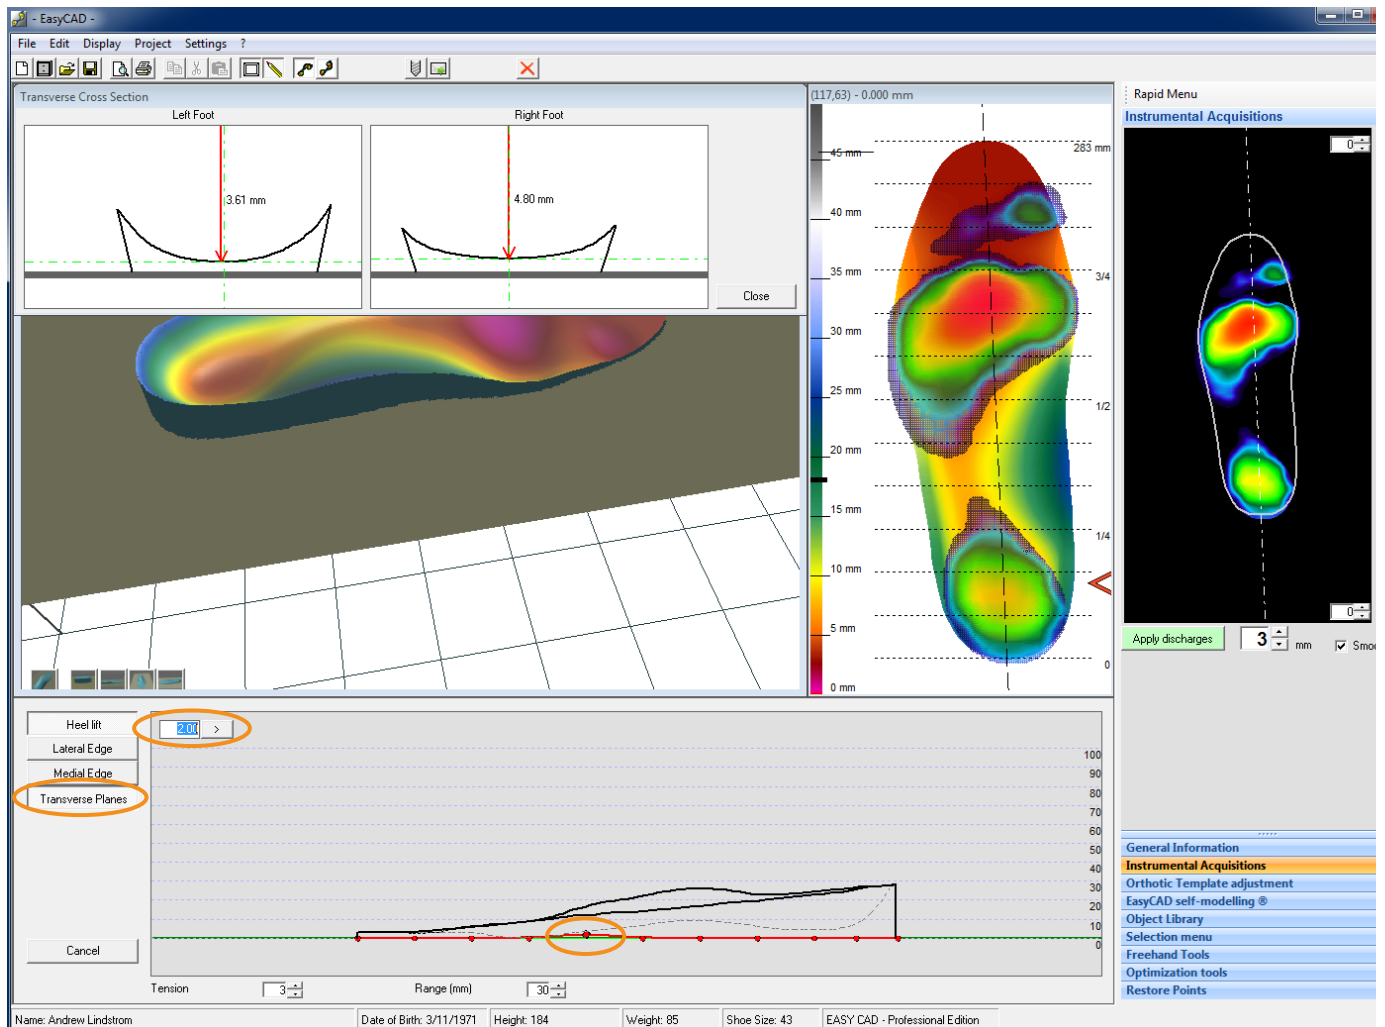 - EasyCAD -
File Edit Display Project Settings ?
Transverse Cross Section
Left Foot
Right Foot
3.61 mm
4.80 mm
Close
(117,63) - 0.000 mm
45 mm
40 mm
35 mm
30 mm
25 mm
20 mm
15 mm
10 mm
5 mm
0 mm
283 mm
3/4
1/2
1/4
0
Rapid Menu
Instrumental Acquisitions
0
0
Apply discharges
3
mm
Smoo
Heel lift
Lateral Edge
Medial Edge
Transverse Planes
Cancel
2.00
>
100
90
80
70
60
50
40
30
20
10
0
Tension
3
Range (mm)
30
General Information
Instrumental Acquisitions
Orthotic Template adjustment
EasyCAD self-modelling ®
Object Library
Selection menu
Freehand Tools
Optimization tools
Restore Points
Name: Andrew Lindstrom
Date of Birth: 3/11/1971
Height: 184
Weight: 85
Shoe Size: 43
EASY CAD - Professional Edition